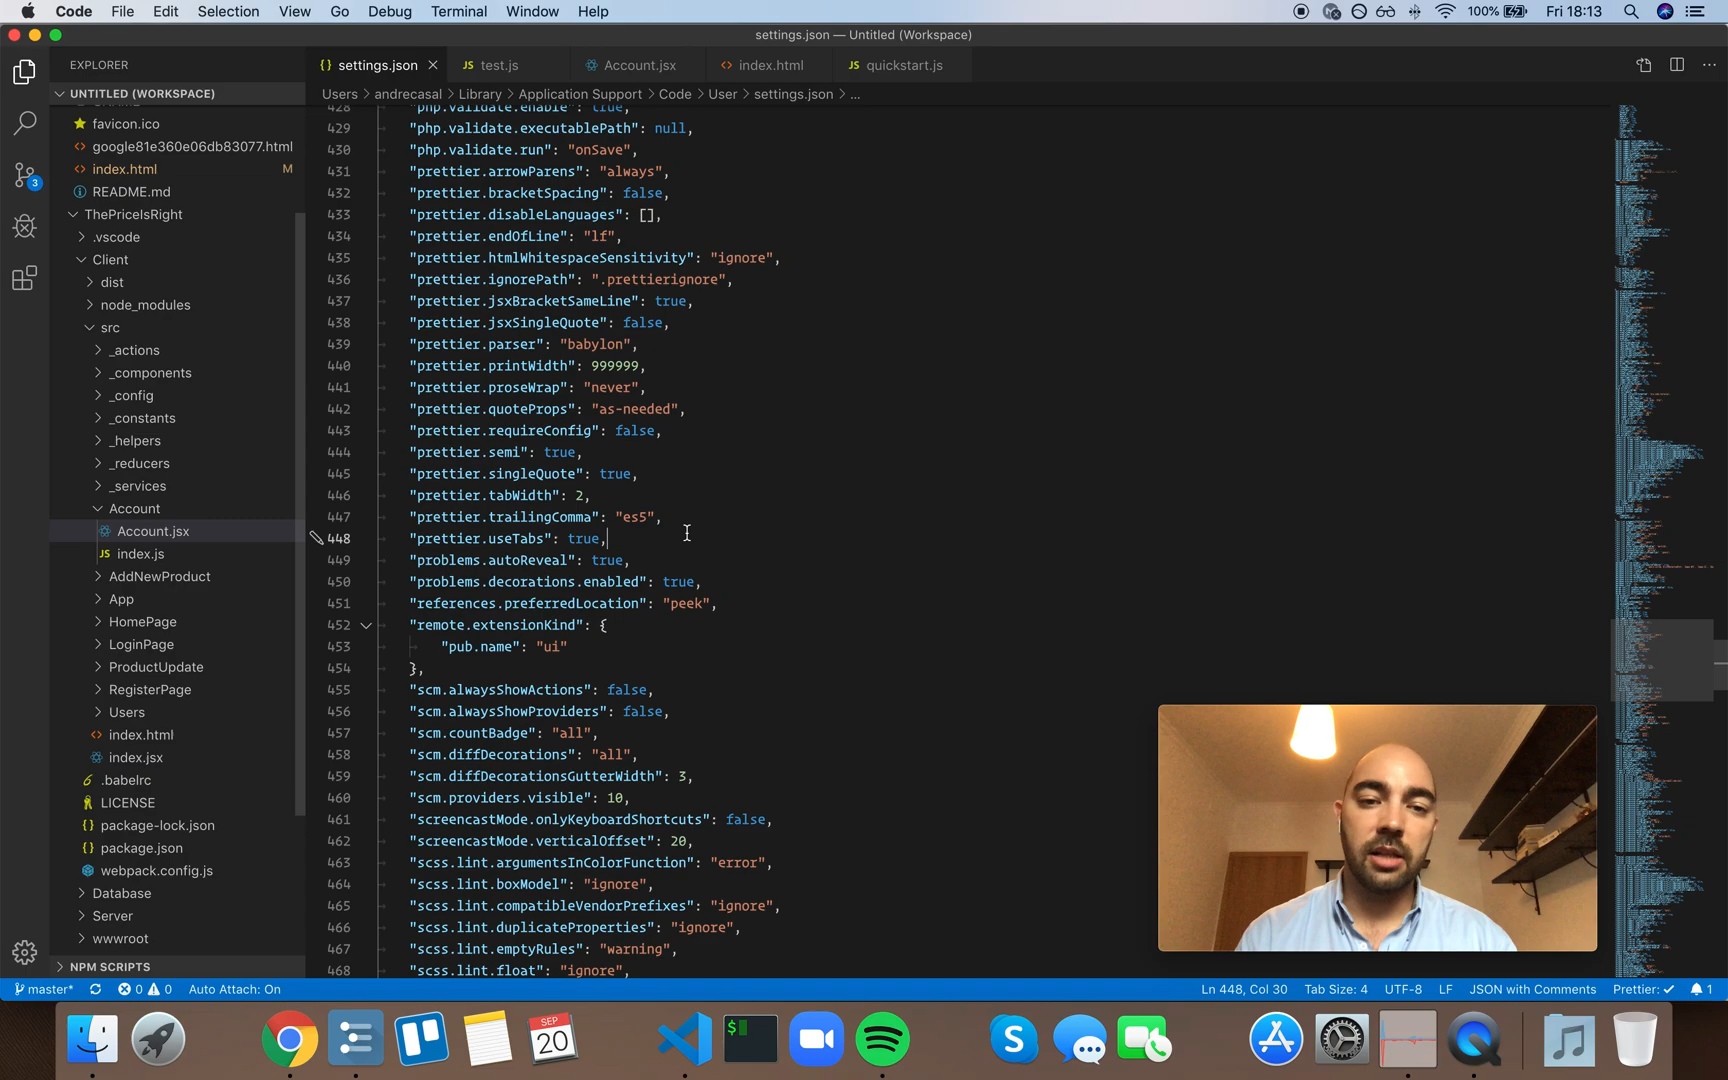 Code File Edit Selection View Go Debug Terminal Window Help 100% Fri 18:13
settings.json — Untitled (Workspace)
EXPLORER
settings.json
test.js
Account.jsx
index.html
quickstart.js
UNTITLED (WORKSPACE)
Users > andrecasal > Library > Application Support > Code > User > settings.json > ...
favicon.ico
google81e360e06db83077.html
index.html M
README.md
ThePriceIsRight
.vscode
Client
dist
node_modules
src
_actions
_components
_config
_constants
_helpers
_reducers
_services
Account
Account.jsx
index.js
AddNewProduct
App
HomePage
LoginPage
ProductUpdate
RegisterPage
Users
index.html
index.jsx
.babelrc
LICENSE
package-lock.json
package.json
webpack.config.js
Database
Server
wwwroot
NPM SCRIPTS
3
428 "php.validate.enable": true,
429 "php.validate.executablePath": null,
430 "php.validate.run": "onSave",
431 "prettier.arrowParens": "always",
432 "prettier.bracketSpacing": false,
433 "prettier.disableLanguages": [],
434 "prettier.endOfLine": "lf",
435 "prettier.htmlWhitespaceSensitivity": "ignore",
436 "prettier.ignorePath": ".prettierignore",
437 "prettier.jsxBracketSameLine": true,
438 "prettier.jsxSingleQuote": false,
439 "prettier.parser": "babylon",
440 "prettier.printWidth": 999999,
441 "prettier.proseWrap": "never",
442 "prettier.quoteProps": "as-needed",
443 "prettier.requireConfig": false,
444 "prettier.semi": true,
445 "prettier.singleQuote": true,
446 "prettier.tabWidth": 2,
447 "prettier.trailingComma": "es5",
448 "prettier.useTabs": true,
449 "problems.autoReveal": true,
450 "problems.decorations.enabled": true,
451 "references.preferredLocation": "peek",
452 "remote.extensionKind": {
453 "pub.name": "ui"
454 },
455 "scm.alwaysShowActions": false,
456 "scm.alwaysShowProviders": false,
457 "scm.countBadge": "all",
458 "scm.diffDecorations": "all",
459 "scm.diffDecorationsGutterWidth": 3,
460 "scm.providers.visible": 10,
461 "screencastMode.onlyKeyboardShortcuts": false,
462 "screencastMode.verticalOffset": 20,
463 "scss.lint.argumentsInColorFunction": "error",
464 "scss.lint.boxModel": "ignore",
465 "scss.lint.compatibleVendorPrefixes": "ignore",
466 "scss.lint.duplicateProperties": "ignore",
467 "scss.lint.emptyRules": "warning",
468 "scss.lint.float": "ignore",
master* 0 0 Auto Attach: On Ln 448, Col 30 Tab Size: 4 UTF-8 LF JSON with Comments Prettier: ✓ 1
SEP
20
$